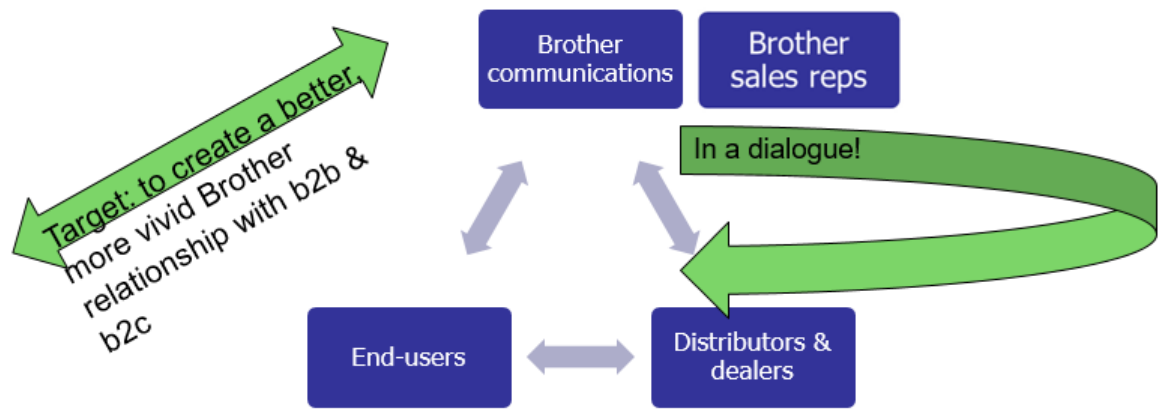 Brother
communications
Brother
sales reps
In a dialogue!
Target: to create a better,
more vivid Brother
relationship with b2b &
b2c
End-users
Distributors &
dealers